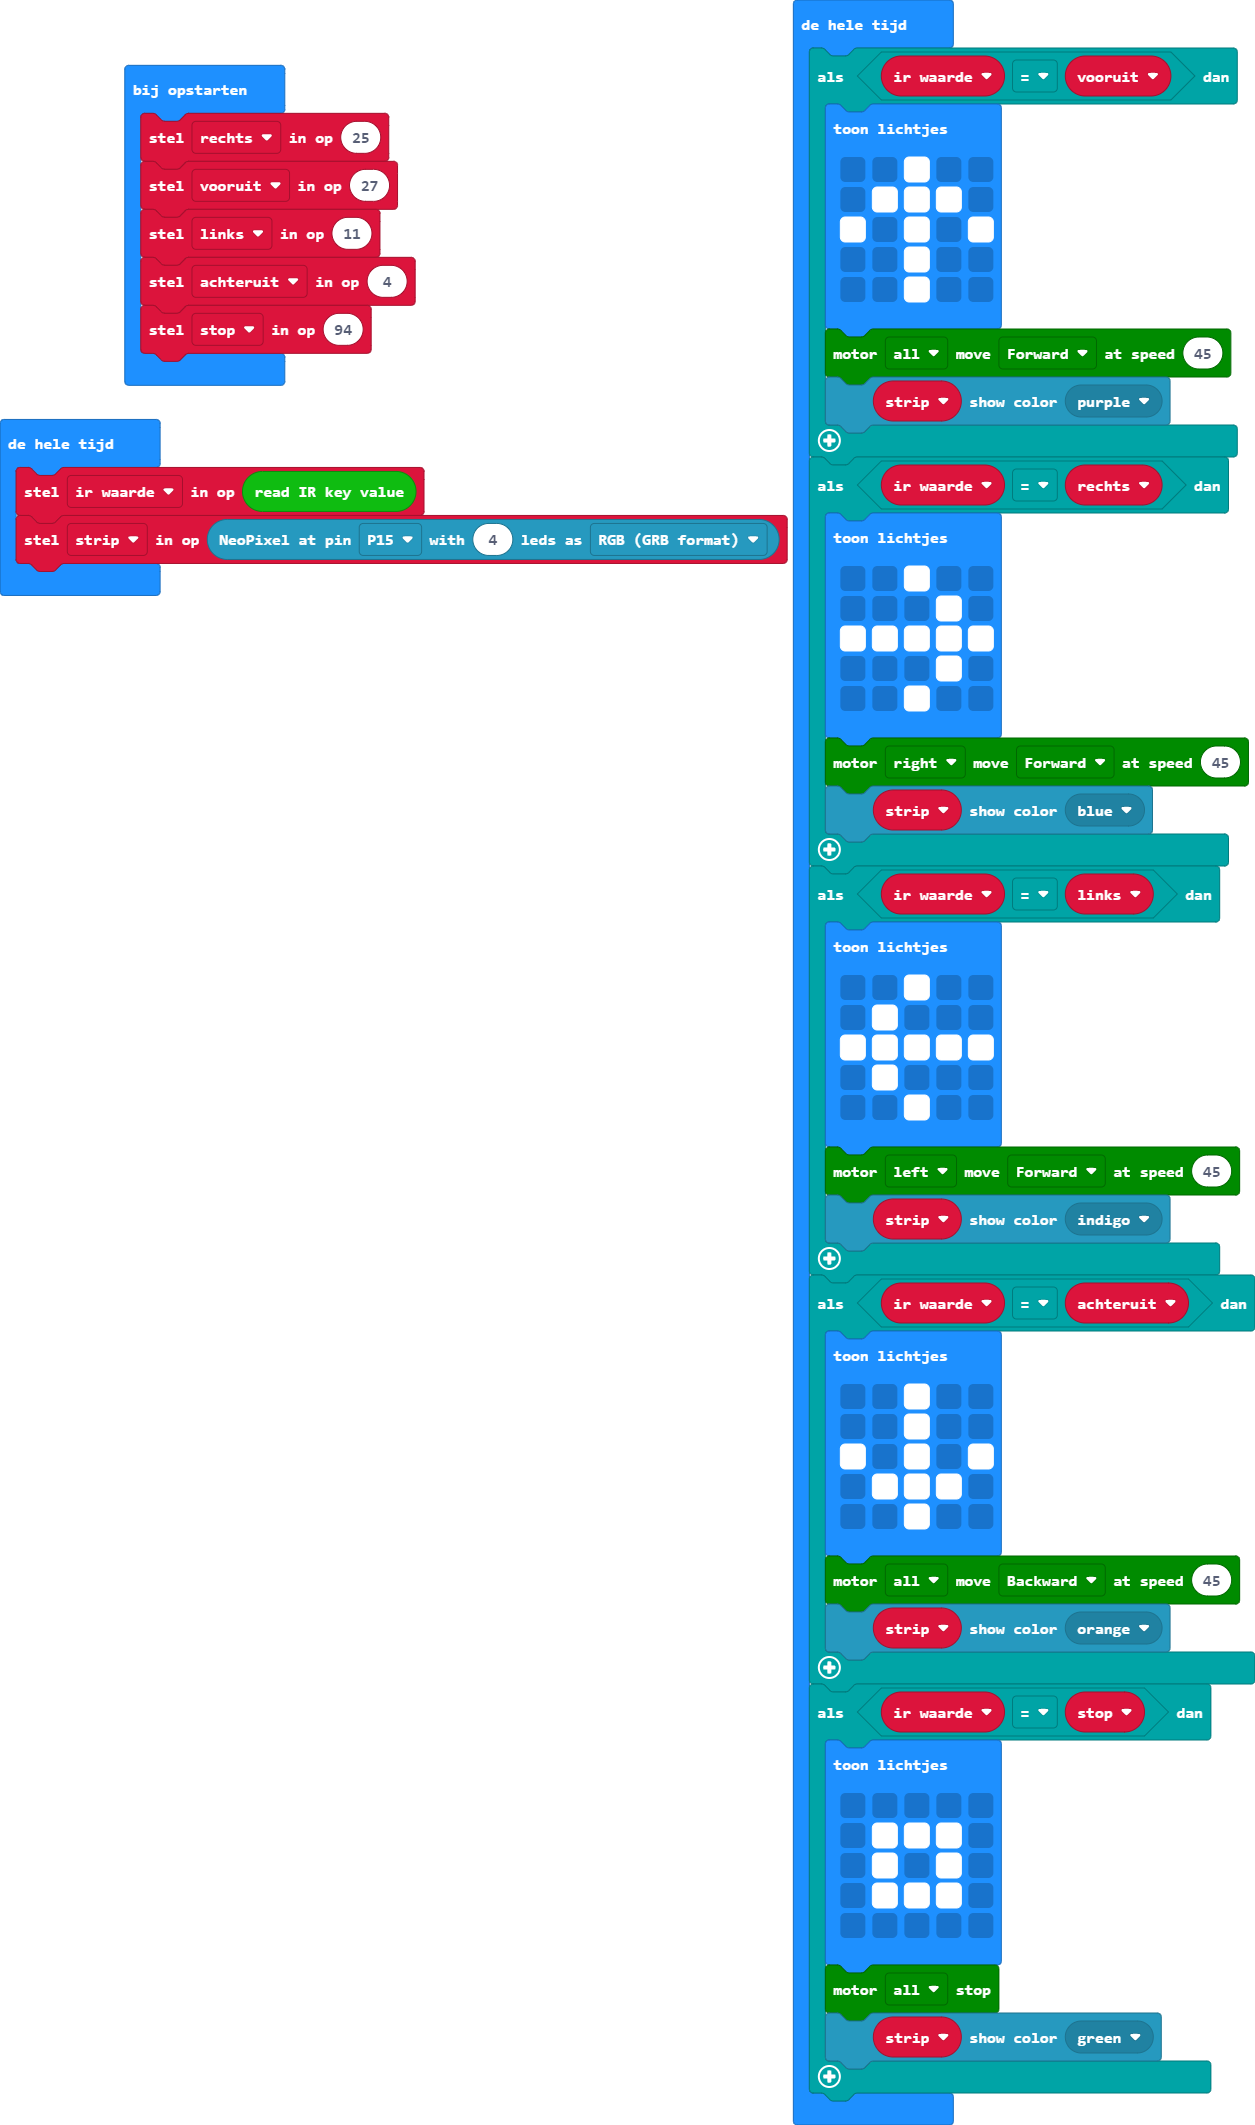 bij opstarten
stel rechts in op 25
stel vooruit in op 27
stel links in op 11
stel achteruit in op 4
stel stop in op 94
de hele tijd
stel ir waarde in op read IR key value
stel strip in op NeoPixel at pin P15 with 4 leds as RGB (GRB format)
de hele tijd
als ir waarde = vooruit dan
toon lichtjes
motor all move Forward at speed 45
strip show color purple
als ir waarde = rechts dan
toon lichtjes
motor right move Forward at speed 45
strip show color blue
als ir waarde = links dan
toon lichtjes
motor left move Forward at speed 45
strip show color indigo
als ir waarde = achteruit dan
toon lichtjes
motor all move Backward at speed 45
strip show color orange
als ir waarde = stop dan
toon lichtjes
motor all stop
strip show color green